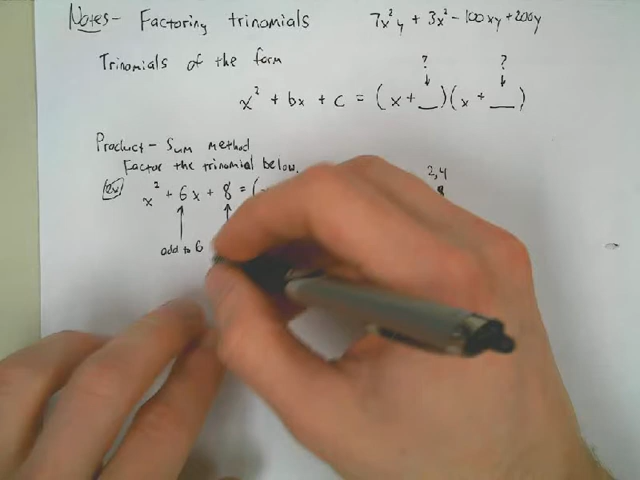 Notes - Factoring trinomials
7x²y + 3x² - 100xy + 200y
Trinomials of the form
? ?
x² + bx + c = (x + __)(x + __)
Product - Sum method
Factor the trinomial below.
2,4
Ex x² + 6x + 8 = (
8
add to 6